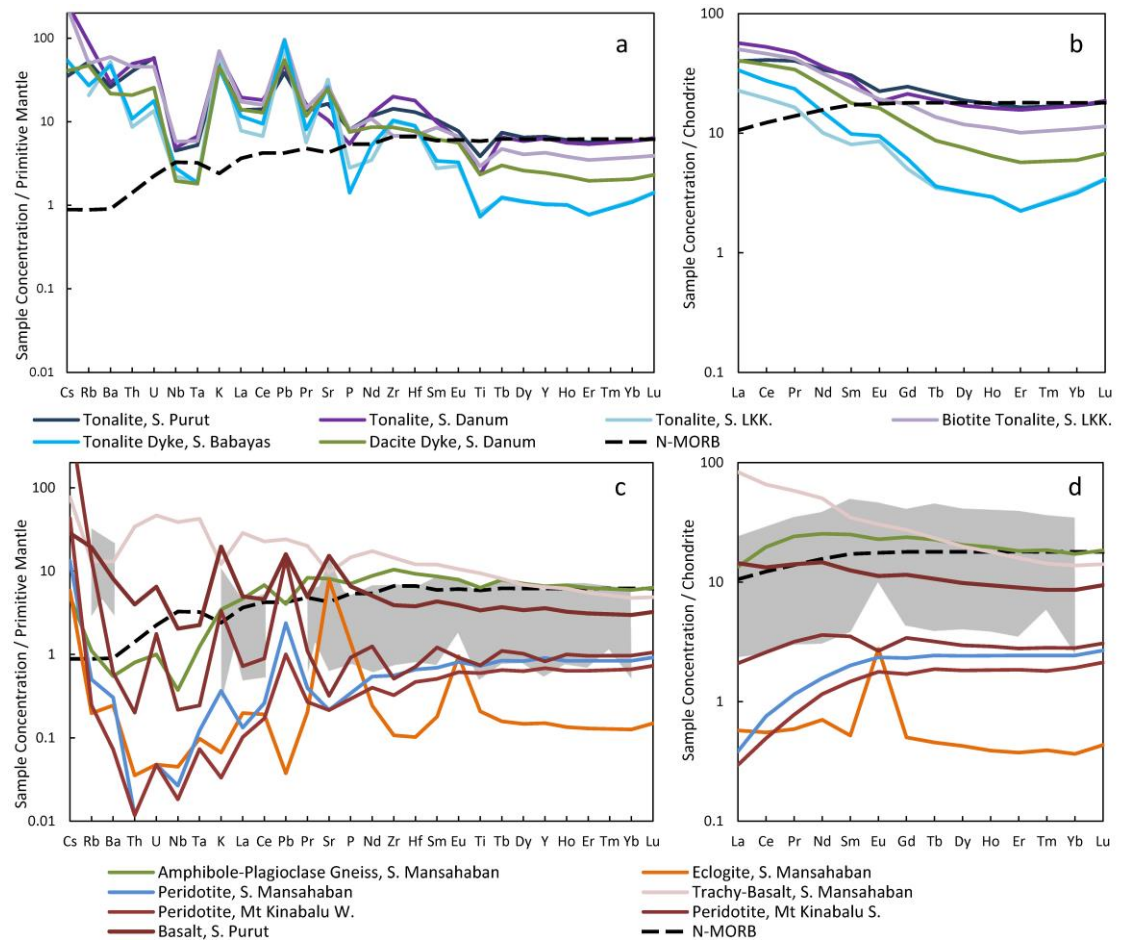 a
100
10
1
0.1
0.01
Sample Concentration / Primitive Mantle
Cs Rb Ba Th U Nb Ta K La Ce Pb Pr Sr P Nd Zr Hf Sm Eu Ti Tb Dy Y Ho Er Tm Yb Lu
b
100
10
1
0.1
Sample Concentration / Chondrite
La Ce Pr Nd Sm Eu Gd Tb Dy Ho Er Tm Yb Lu
Tonalite, S. Purut
Tonalite, S. Danum
Tonalite, S. LKK.
Biotite Tonalite, S. LKK.
Tonalite Dyke, S. Babayas
Dacite Dyke, S. Danum
N-MORB
c
100
10
1
0.1
0.01
Sample Concentration / Primitive Mantle
Cs Rb Ba Th U Nb Ta K La Ce Pb Pr Sr P Nd Zr Hf Sm Eu Ti Tb Dy Y Ho Er Tm Yb Lu
d
100
10
1
0.1
Sample Concentration / Chondrite
La Ce Pr Nd Sm Eu Gd Tb Dy Ho Er Tm Yb Lu
Amphibole-Plagioclase Gneiss, S. Mansahaban
Eclogite, S. Mansahaban
Peridotite, S. Mansahaban
Trachy-Basalt, S. Mansahaban
Peridotite, Mt Kinabalu W.
Peridotite, Mt Kinabalu S.
Basalt, S. Purut
N-MORB